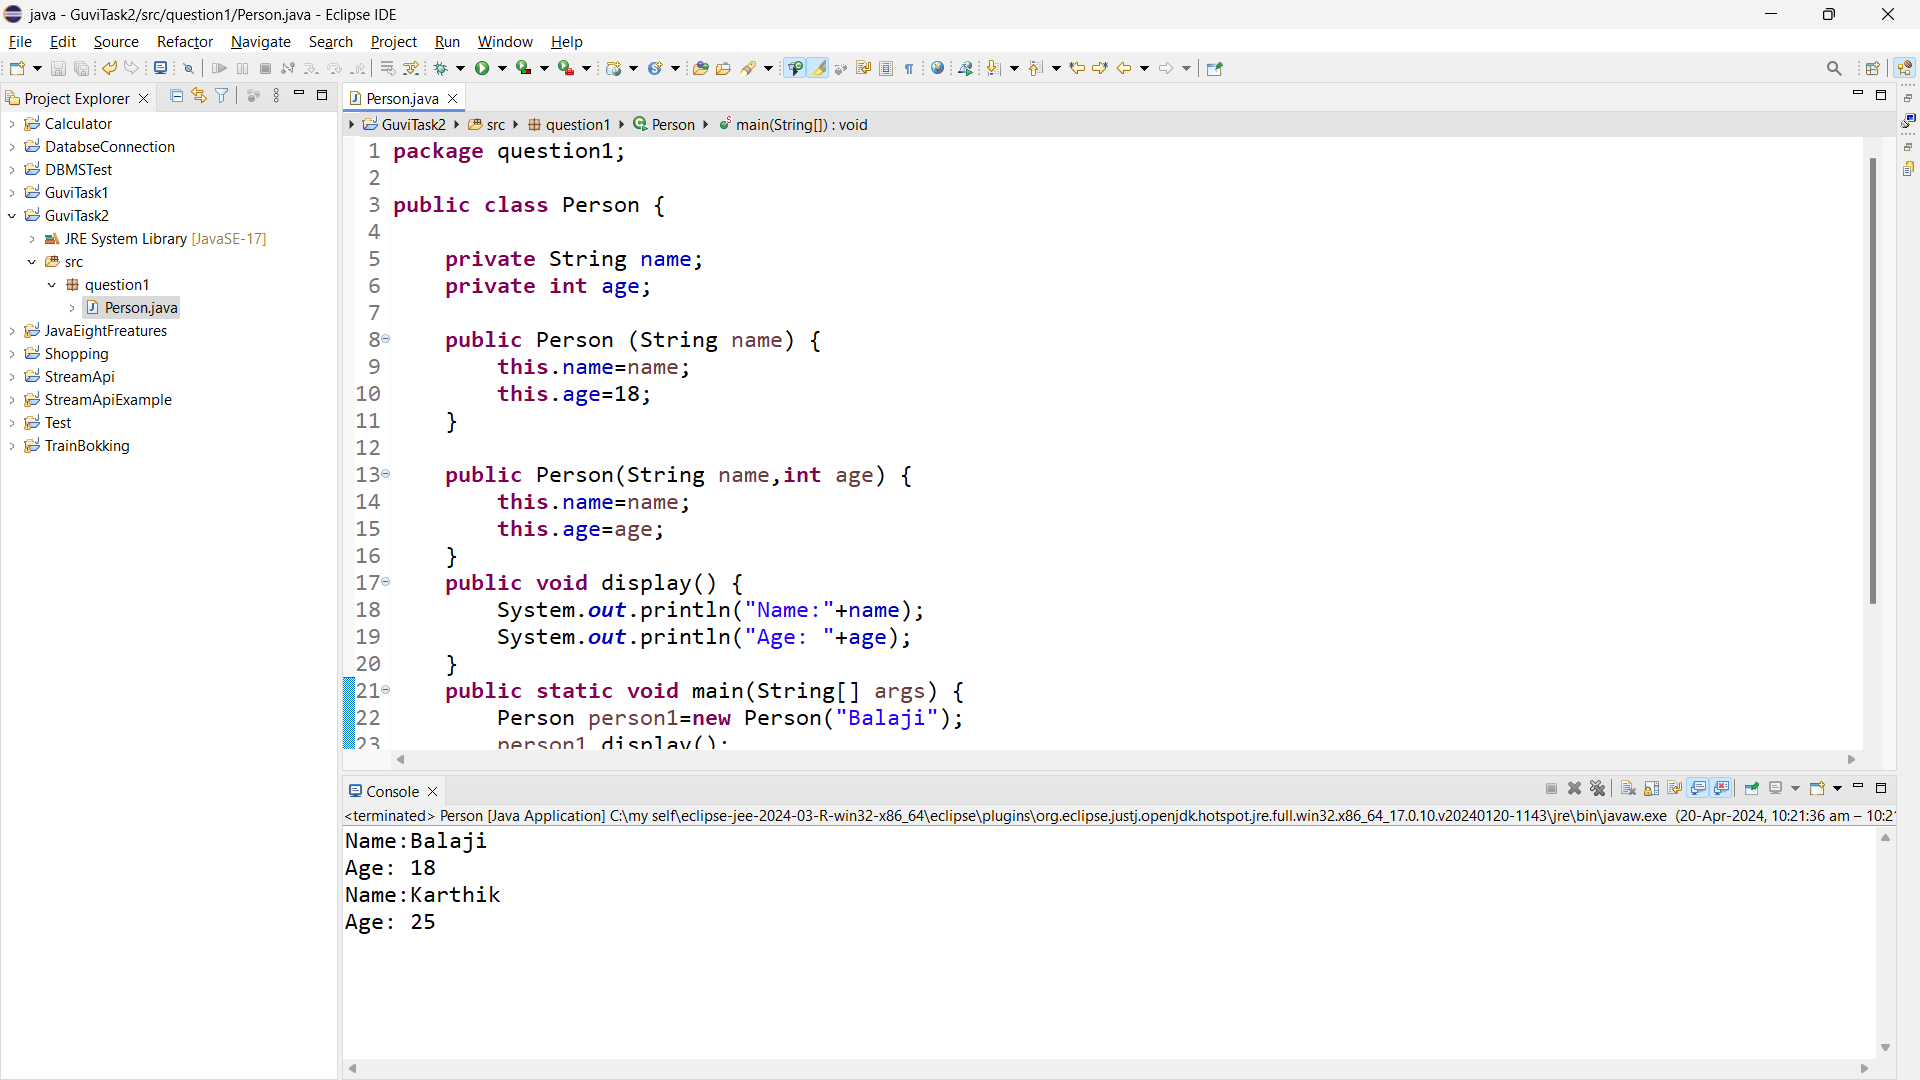 java - GuviTask2/src/question1/Person.java - Eclipse IDE
File Edit Source Refactor Navigate Search Project Run Window Help
Project Explorer
Calculator
DatabseConnection
DBMSTest
GuviTask1
GuviTask2
JRE System Library [JavaSE-17]
src
question1
Person.java
JavaEightFreatures
Shopping
StreamApi
StreamApiExample
Test
TrainBokking
Person.java
GuviTask2 src question1 Person main(String[]) : void
1 package question1;
2
3 public class Person {
4
5 private String name;
6 private int age;
7
8 public Person (String name) {
9 this.name=name;
10 this.age=18;
11 }
12
13 public Person(String name,int age) {
14 this.name=name;
15 this.age=age;
16 }
17 public void display() {
18 System.out.println("Name:"+name);
19 System.out.println("Age: "+age);
20 }
21 public static void main(String[] args) {
22 Person person1=new Person("Balaji");
23 person1.display();
Console
<terminated> Person [Java Application] C:\my self\eclipse-jee-2024-03-R-win32-x86_64\eclipse\plugins\org.eclipse.justj.openjdk.hotspot.jre.full.win32.x86_64_17.0.10.v20240120-1143\jre\bin\javaw.exe (20-Apr-2024, 10:21:36 am – 10:21
Name:Balaji
Age: 18
Name:Karthik
Age: 25